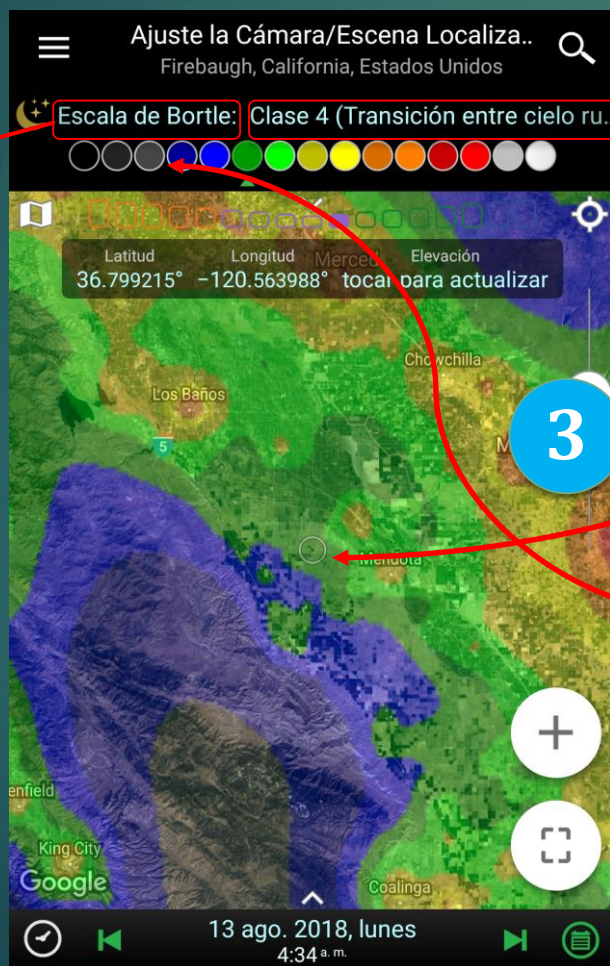 Ajuste la Cámara/Escena Localiza..
Firebaugh, California, Estados Unidos
Escala de Bortle: Clase 4 (Transición entre cielo ru..
Latitud Longitud Elevación
36.799215° −120.563988° tocar para actualizar
Merced
Chowchilla
Los Baños
5
3
M
Mendota
enfield
King City
Google
Coalinga
13 ago. 2018, lunes
4:34 a. m.